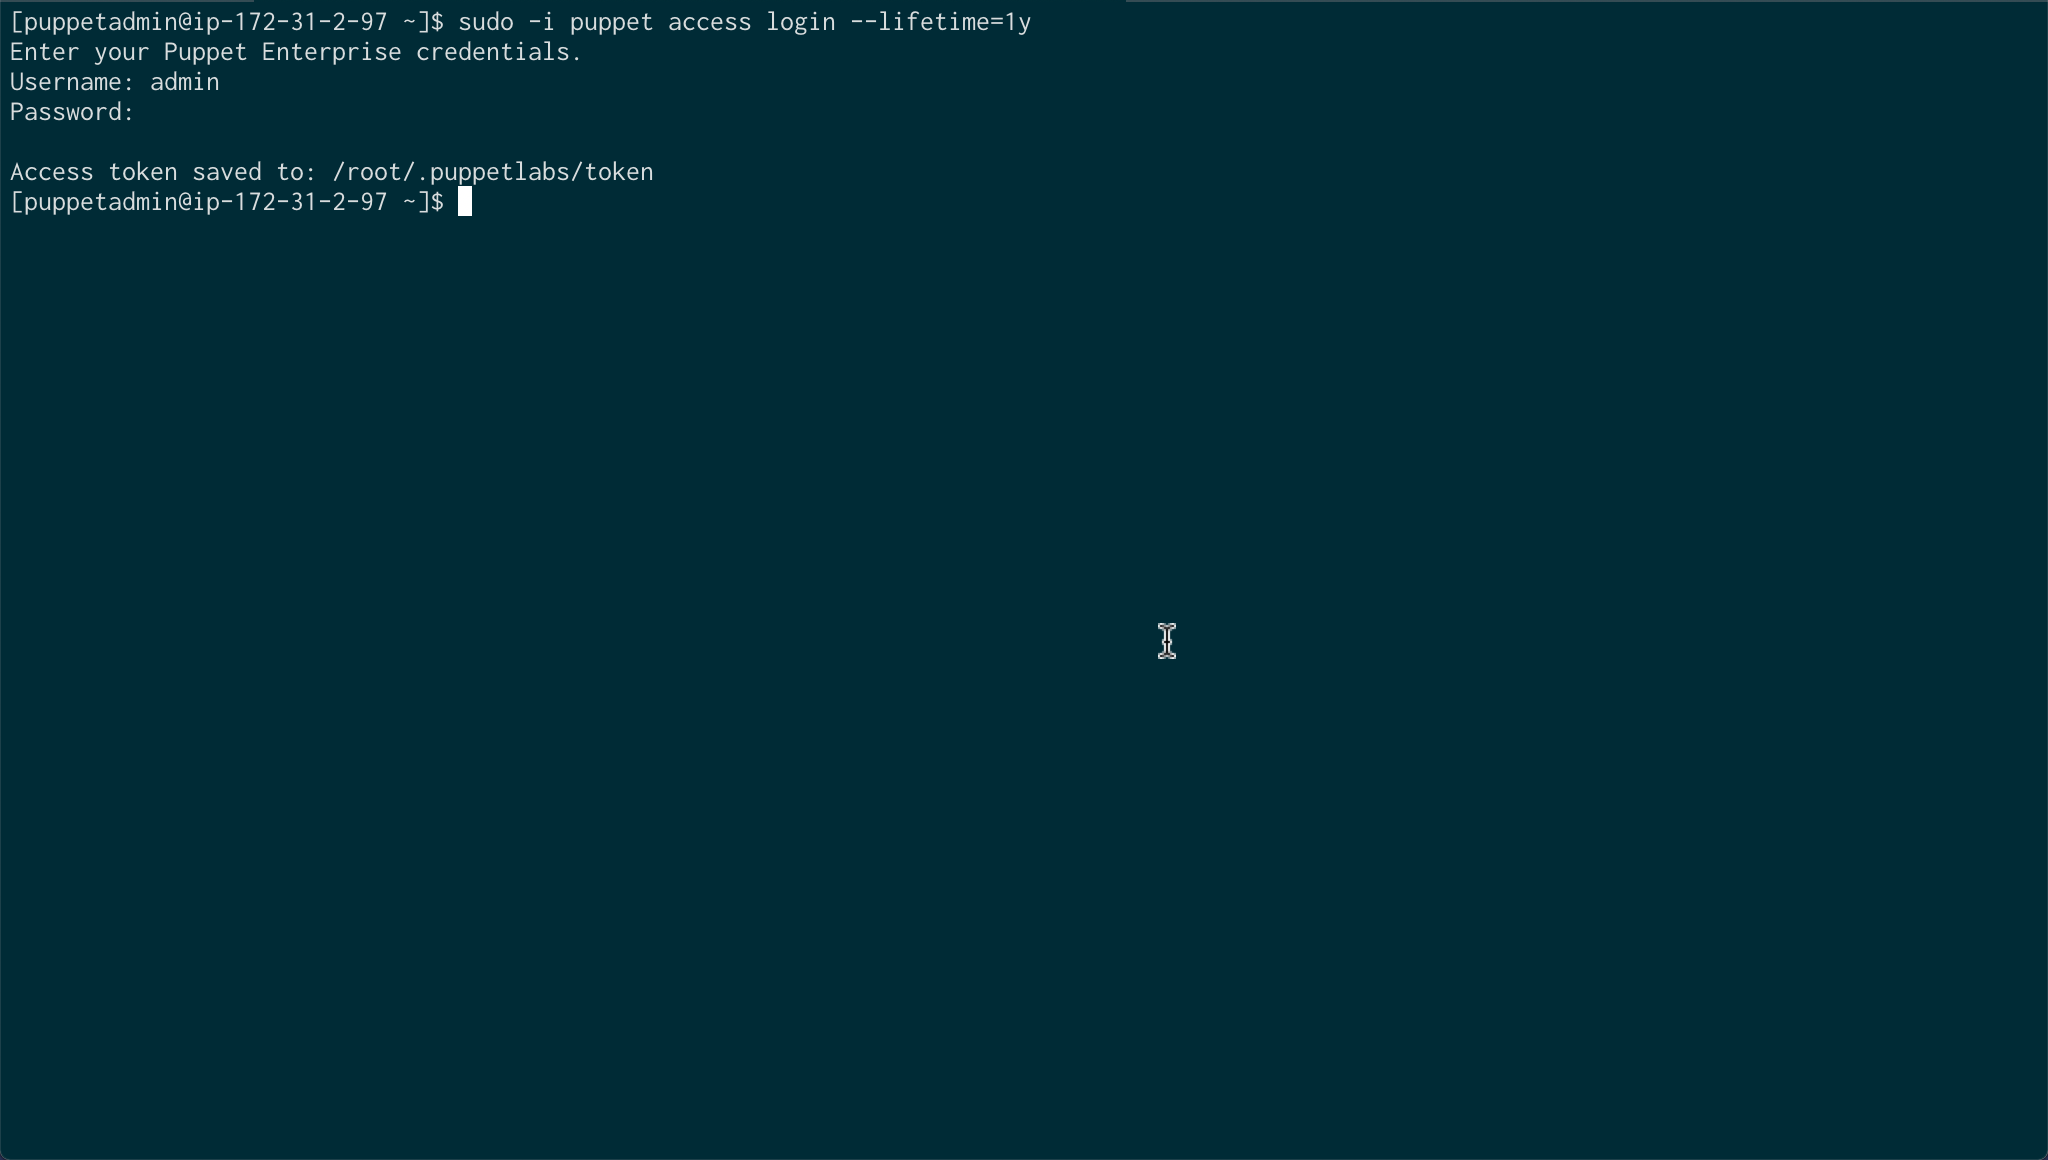 [puppetadmin@ip-172-31-2-97 ~]$ sudo -i puppet access login --lifetime=1y
Enter your Puppet Enterprise credentials.
Username: admin
Password:
Access token saved to: /root/.puppetlabs/token
[puppetadmin@ip-172-31-2-97 ~]$